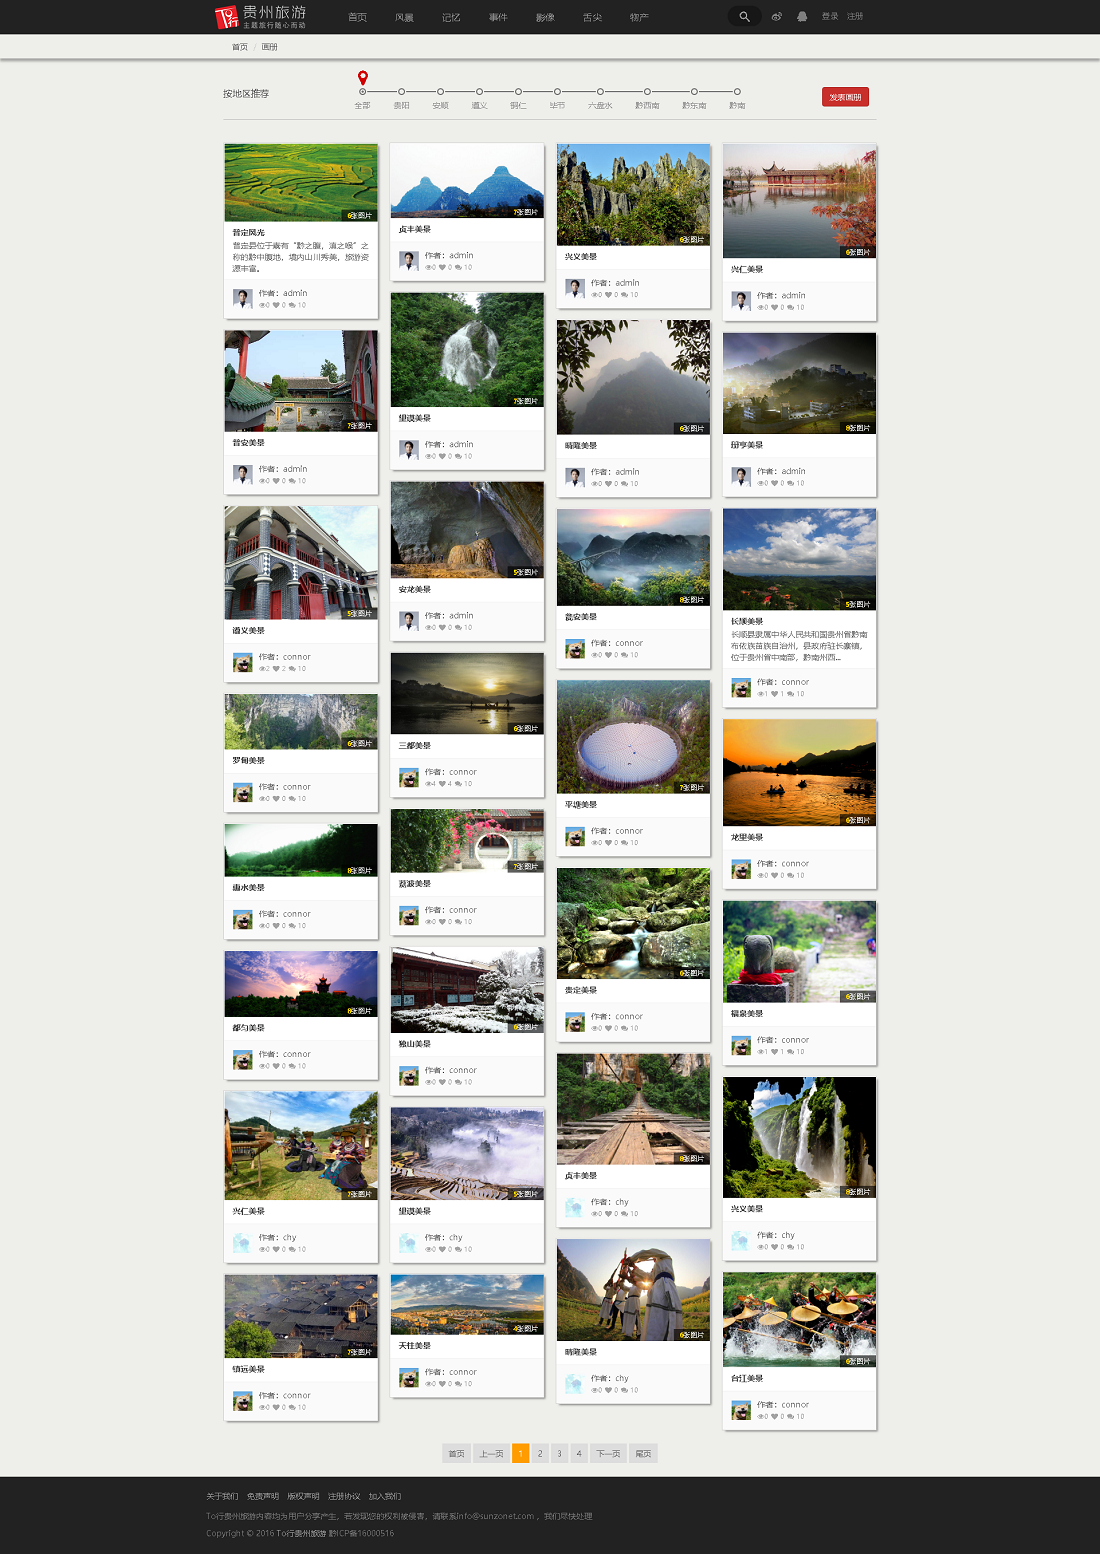 贵州旅游
主题旅行随心而动
首页 风景 记忆 事件 影像 舌尖 物产
登录 注册
首页 / 画册
按地区推荐
全部 贵阳 安顺 遵义 铜仁 毕节 六盘水 黔西南 黔东南 黔南
发表画册
6张图片
普定风光
普定县位于素有“黔之腹，滇之喉”之
称的黔中腹地，境内山川秀美，旅游资
源丰富。
作者：admin
0 0 10
7张图片
普安美景
作者：admin
0 0 10
5张图片
遵义美景
作者：connor
2 2 10
6张图片
罗甸美景
作者：connor
0 0 10
8张图片
惠水美景
作者：connor
0 0 10
8张图片
都匀美景
作者：connor
0 0 10
7张图片
兴仁美景
作者：chy
0 0 10
7张图片
镇远美景
作者：connor
0 0 10
7张图片
贞丰美景
作者：admin
0 0 10
7张图片
望谟美景
作者：admin
0 0 10
5张图片
安龙美景
作者：admin
0 0 10
6张图片
三都美景
作者：connor
4 4 10
7张图片
荔波美景
作者：connor
0 0 10
6张图片
独山美景
作者：connor
0 0 10
5张图片
望谟美景
作者：chy
0 0 10
4张图片
天柱美景
作者：connor
0 0 10
6张图片
兴义美景
作者：admin
0 0 10
6张图片
晴隆美景
作者：admin
0 0 10
8张图片
瓮安美景
作者：connor
0 0 10
7张图片
平塘美景
作者：connor
0 0 10
6张图片
贵定美景
作者：connor
0 0 10
8张图片
贞丰美景
作者：chy
0 0 10
6张图片
晴隆美景
作者：chy
0 0 10
6张图片
兴仁美景
作者：admin
0 0 10
8张图片
册亨美景
作者：admin
0 0 10
5张图片
长顺美景
长顺县隶属中华人民共和国贵州省黔南
布依族苗族自治州，县政府驻长寨镇，
位于贵州省中南部，黔南州西...
作者：connor
1 1 10
6张图片
龙里美景
作者：connor
0 0 10
6张图片
福泉美景
作者：connor
1 1 10
8张图片
兴义美景
作者：chy
0 0 10
6张图片
台江美景
作者：connor
0 0 10
首页 上一页 1 2 3 4 下一页 尾页
关于我们 免责声明 版权声明 注册协议 加入我们
To行贵州旅游内容均为用户分享产生，若发现您的权利被侵害，请联系info@sunzonet.com ，我们尽快处理
Copyright © 2016 To行贵州旅游 黔ICP备16000516